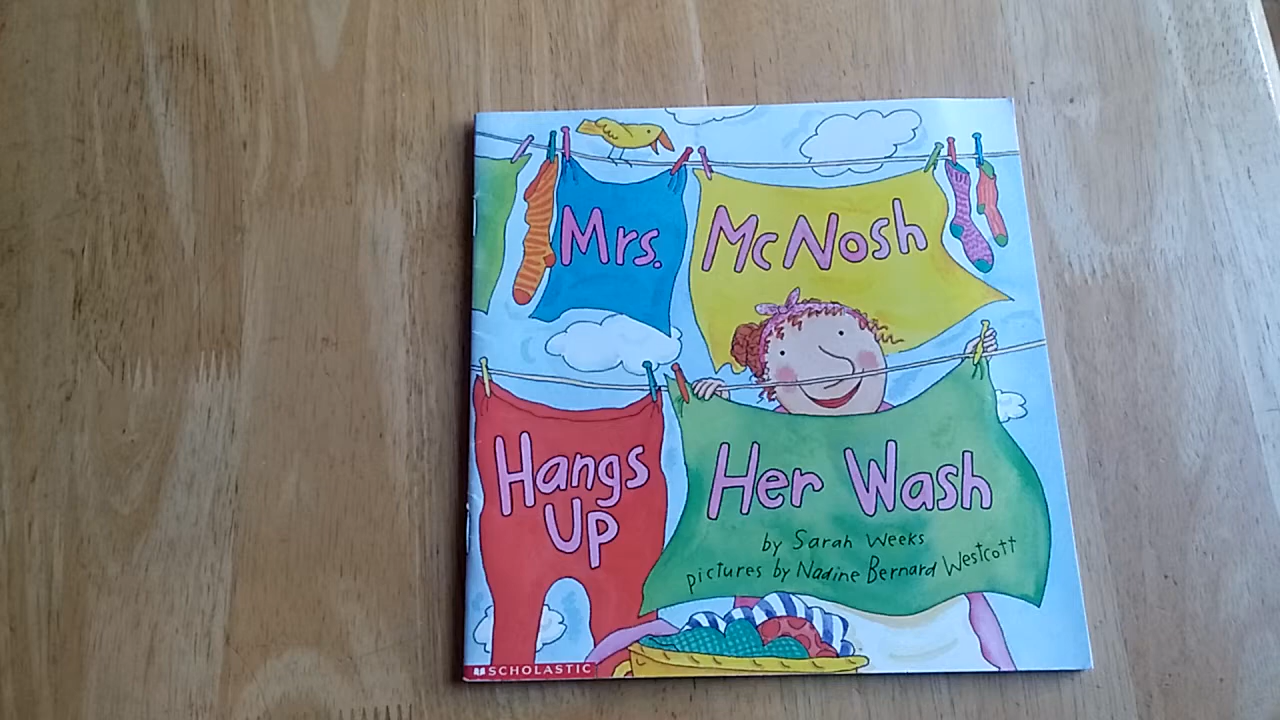 Mrs. McNosh
Hangs
Up
Her Wash
by Sarah Weeks
pictures by Nadine Bernard Westcott
SCHOLASTIC